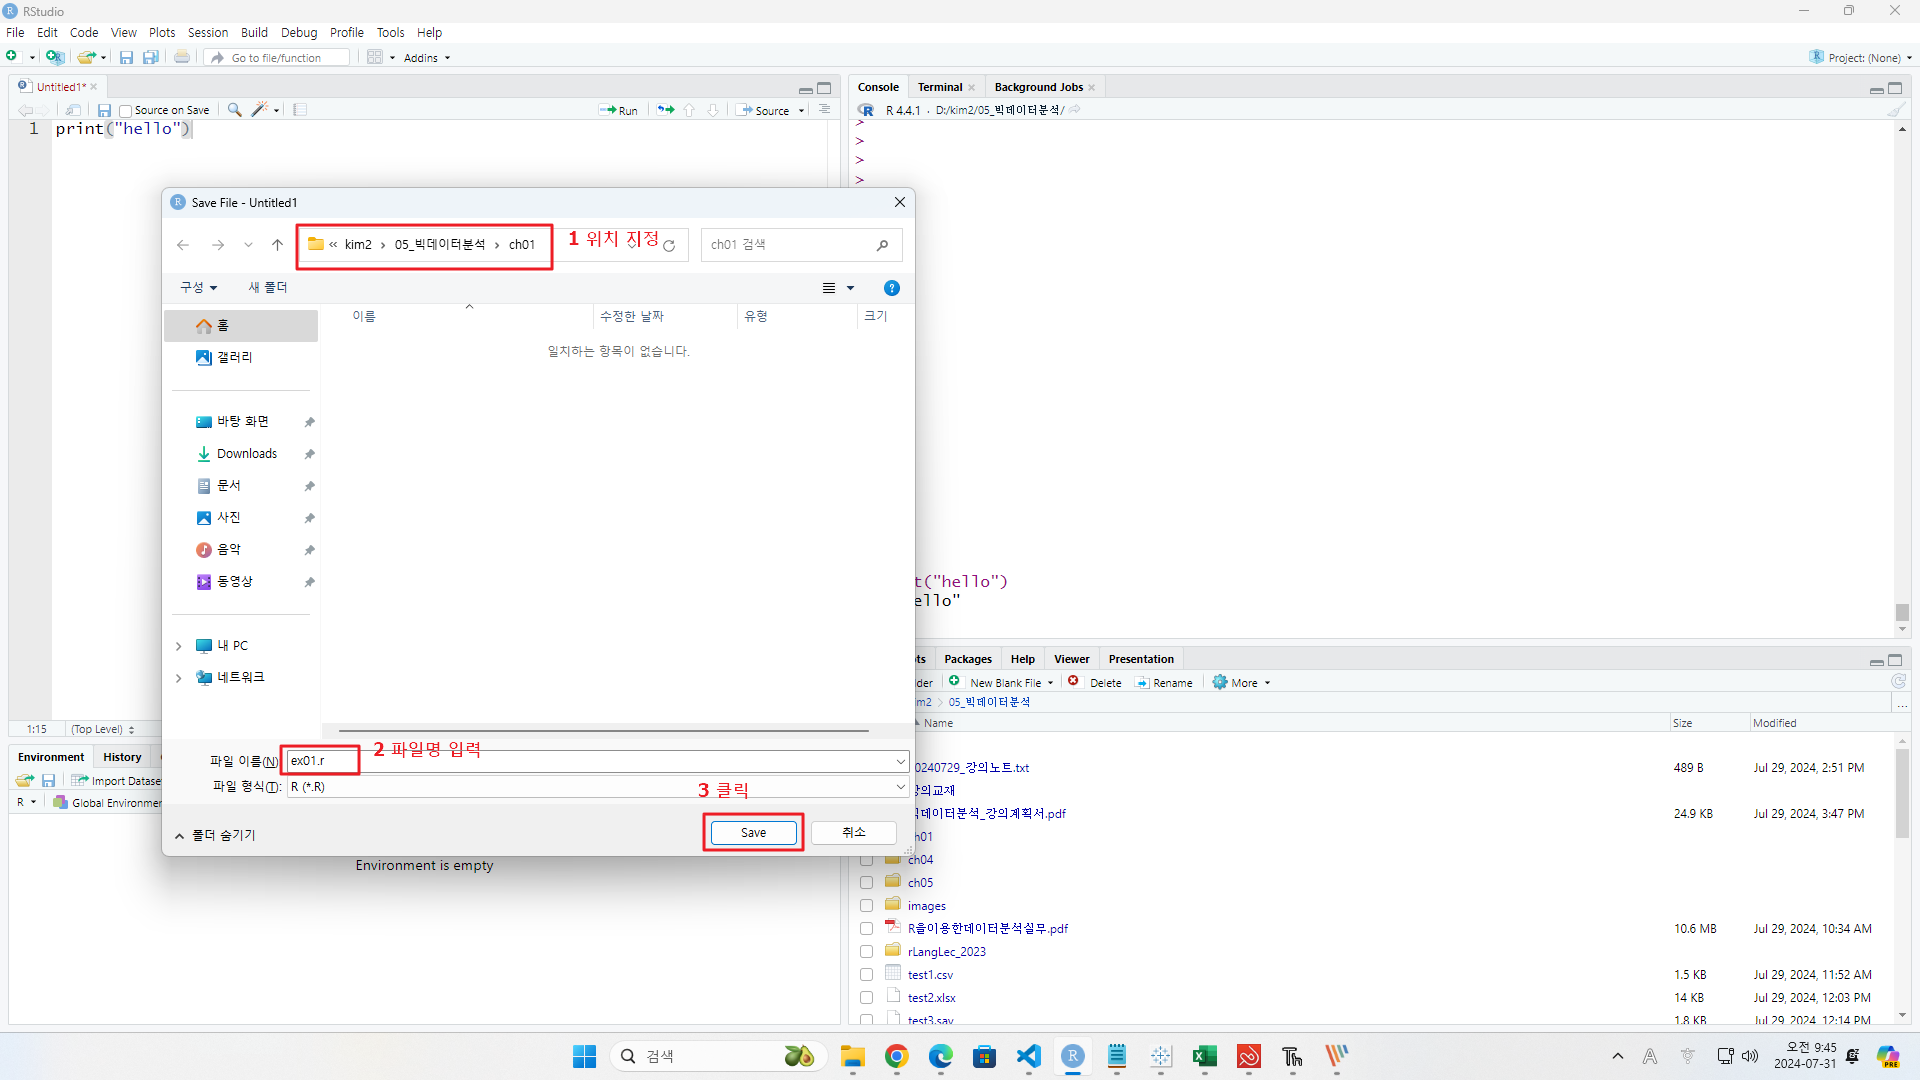 RStudio
File Edit Code View Plots Session Build Debug Profile Tools Help
Go to file/function Addins Project: (None)
Untitled1*
Source on Save Run Source
1 print("hello")
1:15 (Top Level)
Console Terminal Background Jobs
R 4.4.1 · D:/kim2/05_빅데이터분석/
>
>
>
>
t("hello")
ello"
Save File - Untitled1
« kim2 › 05_빅데이터분석 › ch01
1 위치 지정
ch01 검색
구성 새 폴더
이름 수정한 날짜 유형 크기
일치하는 항목이 없습니다.
홈
갤러리
바탕 화면
Downloads
문서
사진
음악
동영상
내 PC
네트워크
2 파일명 입력
파일 이름(N): ex01.r
파일 형식(T): R (*.R)
3 클릭
폴더 숨기기 Save 취소
Environment History
Import Datase
R Global Environmen
Environment is empty
ts Packages Help Viewer Presentation
der New Blank File Delete Rename More
m2 › 05_빅데이터분석 ...
Name Size Modified
0240729_강의노트.txt 489 B Jul 29, 2024, 2:51 PM
강의교재
빅데이터분석_강의계획서.pdf 24.9 KB Jul 29, 2024, 3:47 PM
h01
ch04
ch05
images
R을이용한데이터분석실무.pdf 10.6 MB Jul 29, 2024, 10:34 AM
rLangLec_2023
test1.csv 1.5 KB Jul 29, 2024, 11:52 AM
test2.xlsx 14 KB Jul 29, 2024, 12:03 PM
test3.sav 1.8 KB Jul 29, 2024, 12:14 PM
검색
오전 9:45
2024-07-31
PRE